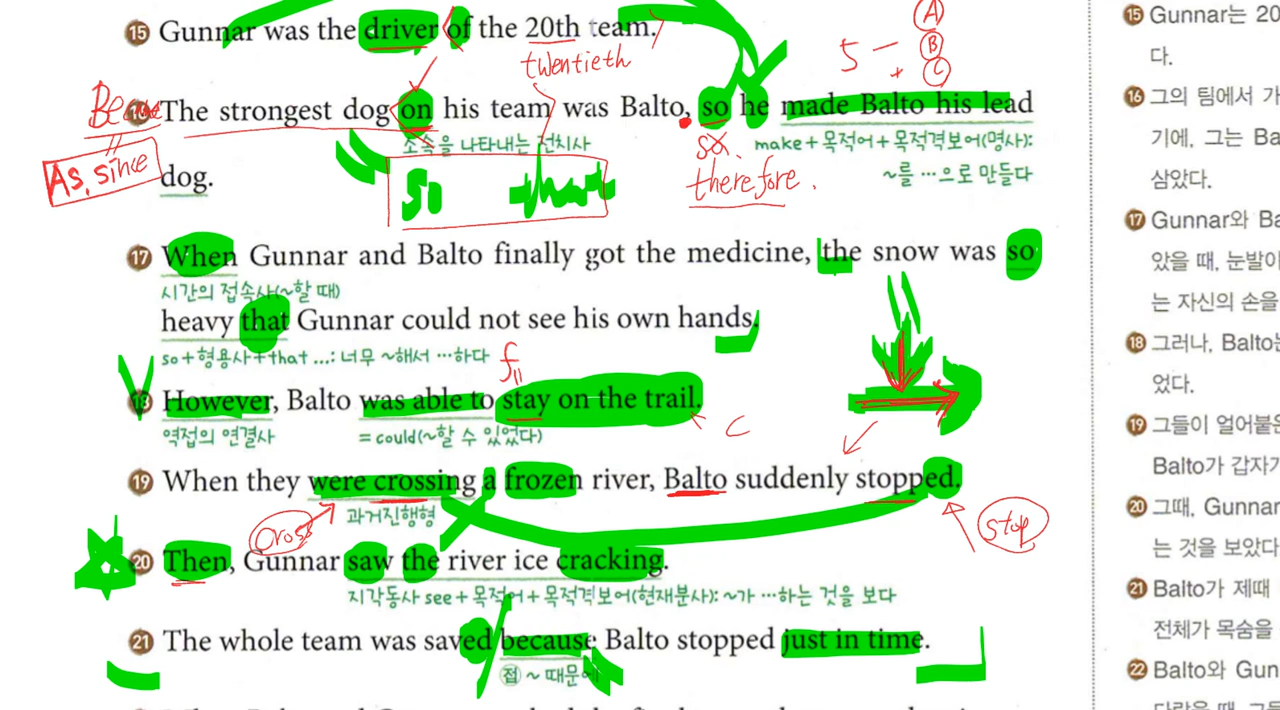 ⑮ Gunnar was the driver of the 20th team.
twentieth
5 - Ⓐ
Ⓑ
+ Ⓒ
⑯ The strongest dog on his team was Balto, so he made Balto his lead
소속을 나타내는 전치사
so
make+목적어+목적격보어(명사):
As, since
dog.
so that
therefore.
~를 …으로 만들다
⑰ When Gunnar and Balto finally got the medicine, the snow was so
시간의 접속사(~할 때)
heavy that Gunnar could not see his own hands.
so+형용사+that …: 너무 ~해서 …하다
⑱ However, Balto was able to stay on the trail.
역접의 연결사
= could(~할 수 있었다)
C
⑲ When they were crossing a frozen river, Balto suddenly stopped.
과거진행형
cross
stop
⑳ Then, Gunnar saw the river ice cracking.
지각동사 see+목적어+목적격보어(현재분사): ~가 …하는 것을 보다
㉑ The whole team was saved because Balto stopped just in time.
접 ~ 때문에
⑮ Gunnar는 20
다.
⑯ 그의 팀에서 가
기에, 그는 Ba
삼았다.
⑰ Gunnar와 Ba
았을 때, 눈발이
는 자신의 손을
⑱ 그러나, Balto는
었다.
⑲ 그들이 얼어붙은
Balto가 갑자기
⑳ 그때, Gunnar
는 것을 보았다
㉑ Balto가 제때
전체가 목숨을
㉒ Balto와 Gun